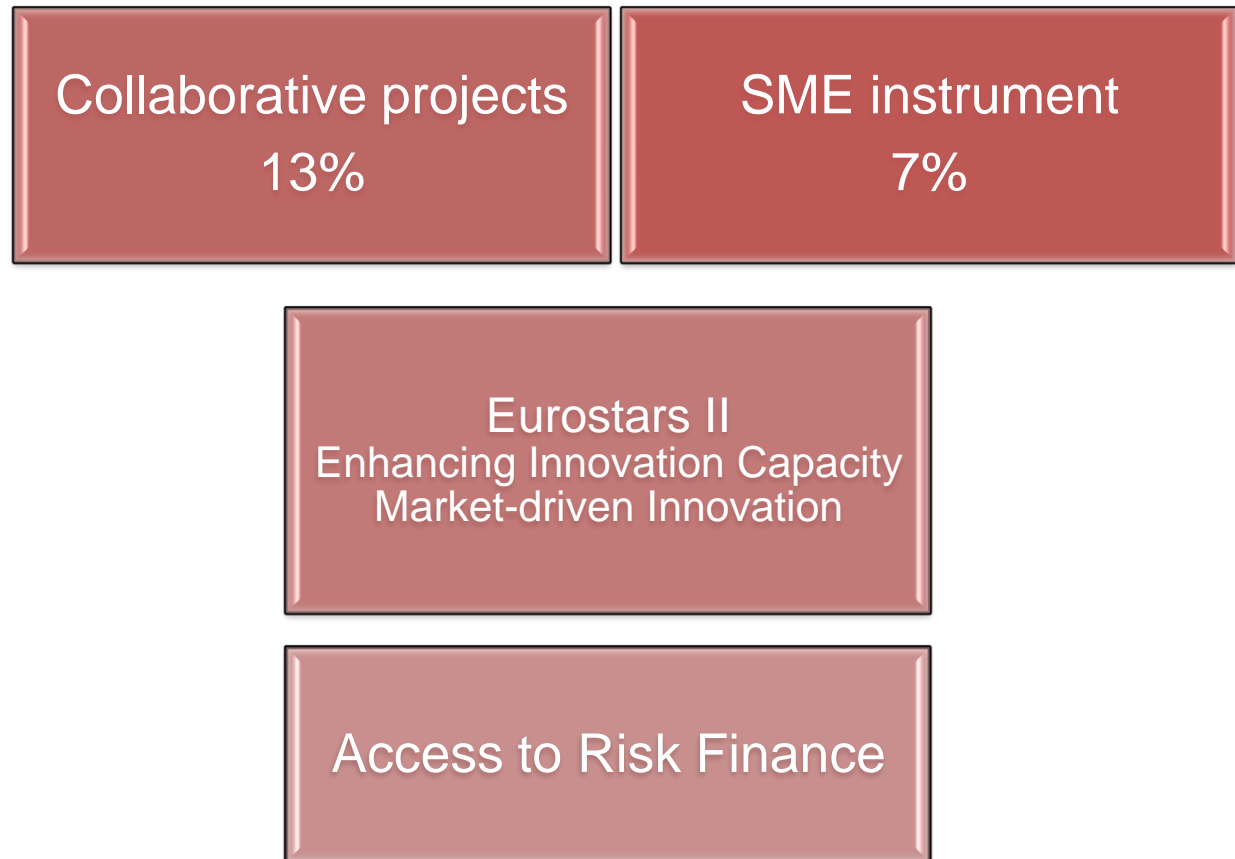 Collaborative projects
13%
SME instrument
7%
Eurostars II
Enhancing Innovation Capacity
Market-driven Innovation
Access to Risk Finance